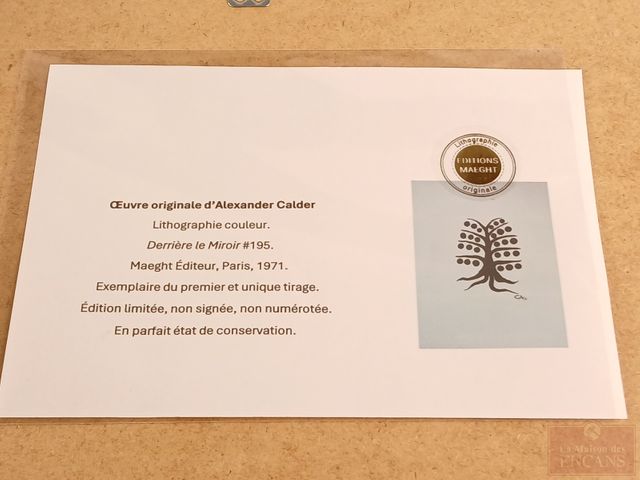 Œuvre originale d'Alexander Calder
Lithographie couleur.
Derrière le Miroir #195.
Maeght Éditeur, Paris, 1971.
Exemplaire du premier et unique tirage.
Édition limitée, non signée, non numérotée.
En parfait état de conservation.
Lithographie
EDITIONS
MAEGHT
originale
La Maison des
ENCANS